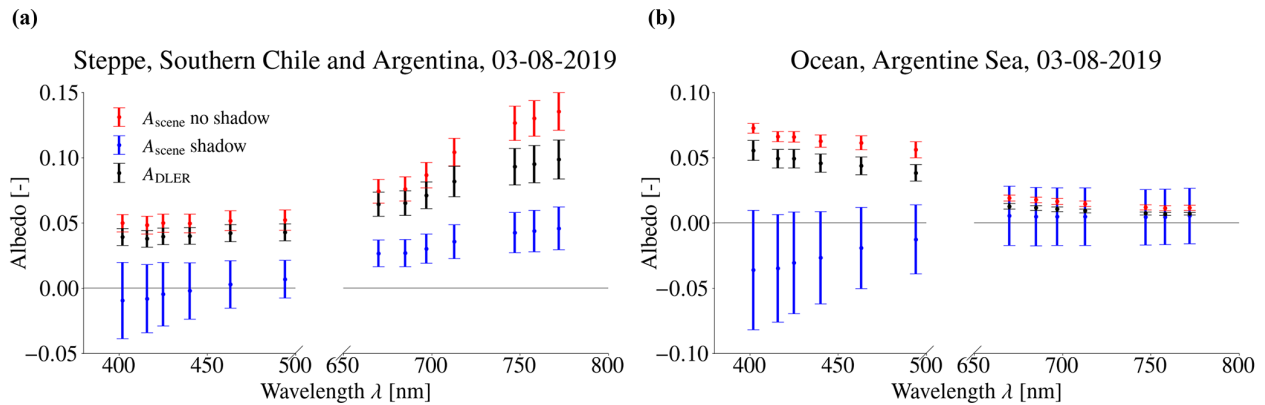 (a)
Steppe, Southern Chile and Argentina, 03-08-2019
0.15
0.10
0.05
0.00
−0.05
Albedo [-]
A_scene no shadow
A_scene shadow
A_DLER
400
450
500
650
700
750
800
Wavelength λ [nm]
(b)
Ocean, Argentine Sea, 03-08-2019
0.10
0.05
0.00
−0.05
−0.10
Albedo [-]
400
450
500
650
700
750
800
Wavelength λ [nm]